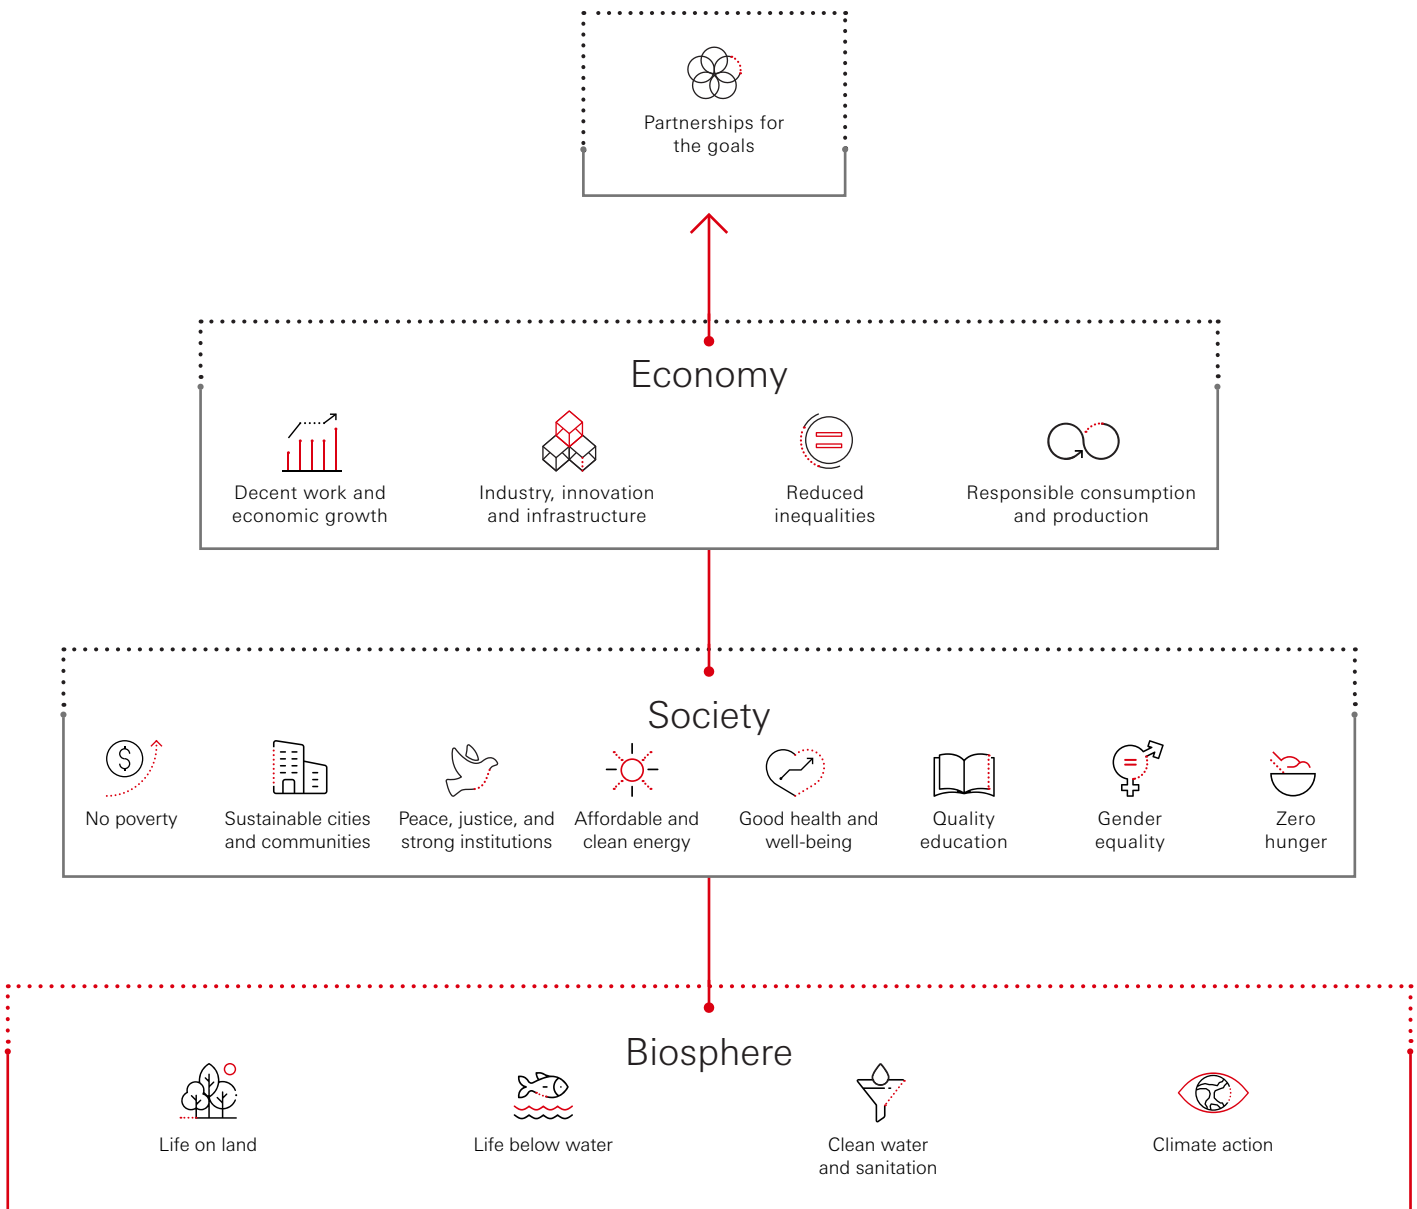 Partnerships for
the goals
Economy
Decent work and
economic growth
Industry, innovation
and infrastructure
Reduced
inequalities
Responsible consumption
and production
Society
No poverty
Sustainable cities
and communities
Peace, justice, and
strong institutions
Affordable and
clean energy
Good health and
well-being
Quality
education
Gender
equality
Zero
hunger
Biosphere
Life on land
Life below water
Clean water
and sanitation
Climate action